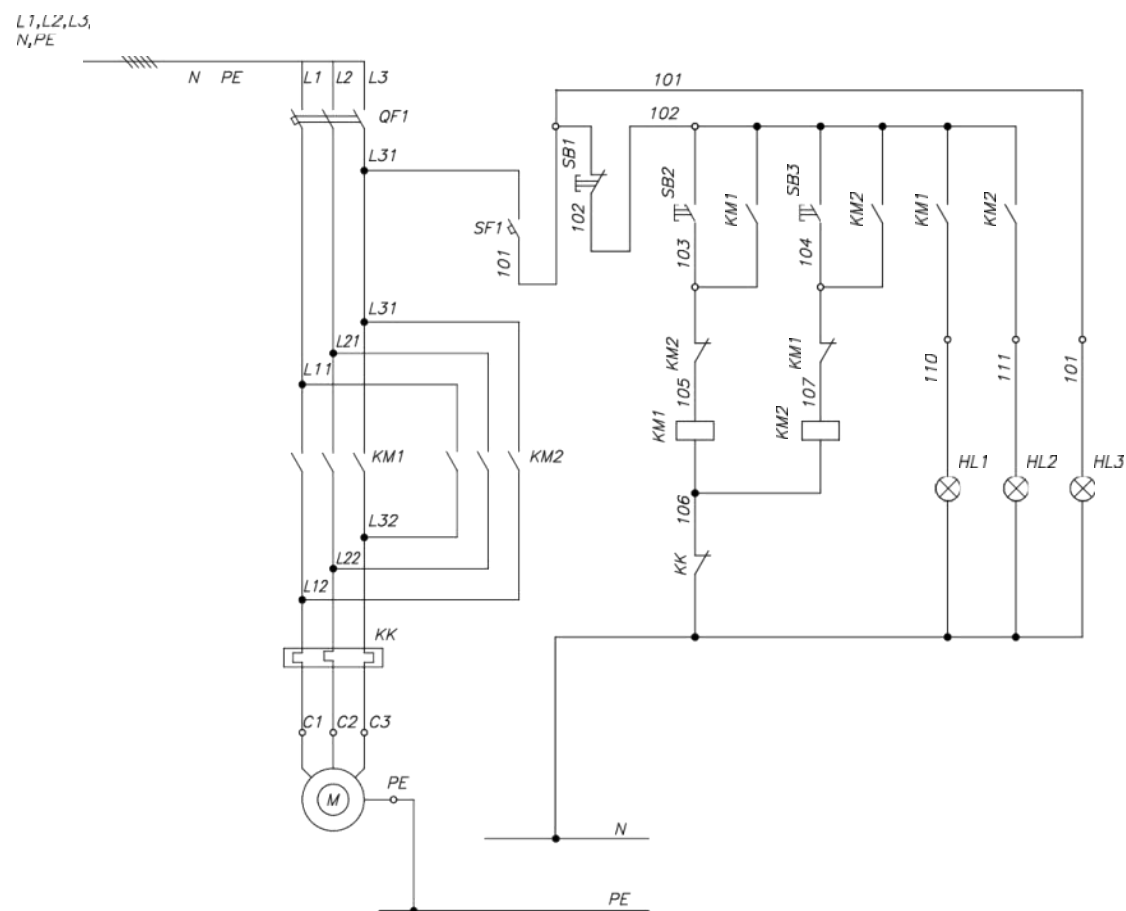 L1,L2,L3,
N,PE
N PE L1 L2 L3
QF1
L31
SF1
101
101
102
SB1
102
SB2
103
KM1
SB3
104
KM2
KM1
KM2
L31
L21
L11
KM1
KM2
L32
L22
L12
KM2
105
KM1
KM1
107
KM2
106
KK
110
111
101
HL1
HL2
HL3
KK
C1 C2 C3
M
PE
N
PE